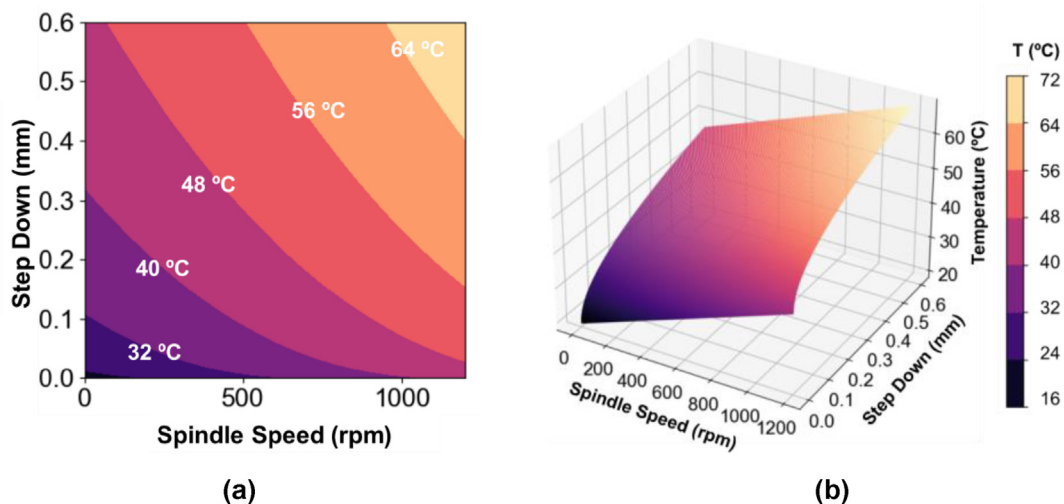 0.6
0.5
0.4
0.3
0.2
0.1
0.0
Step Down (mm)
64 ºC
56 ºC
48 ºC
40 ºC
32 ºC
0
500
1000
Spindle Speed (rpm)
(a)
60
50
40
30
20
Temperature (ºC)
0.6
0.5
0.4
0.3
0.2
0.1
0.0
Step Down (mm)
0
200
400
600
800
1000
1200
Spindle Speed (rpm)
T (ºC)
72
64
56
48
40
32
24
16
(b)